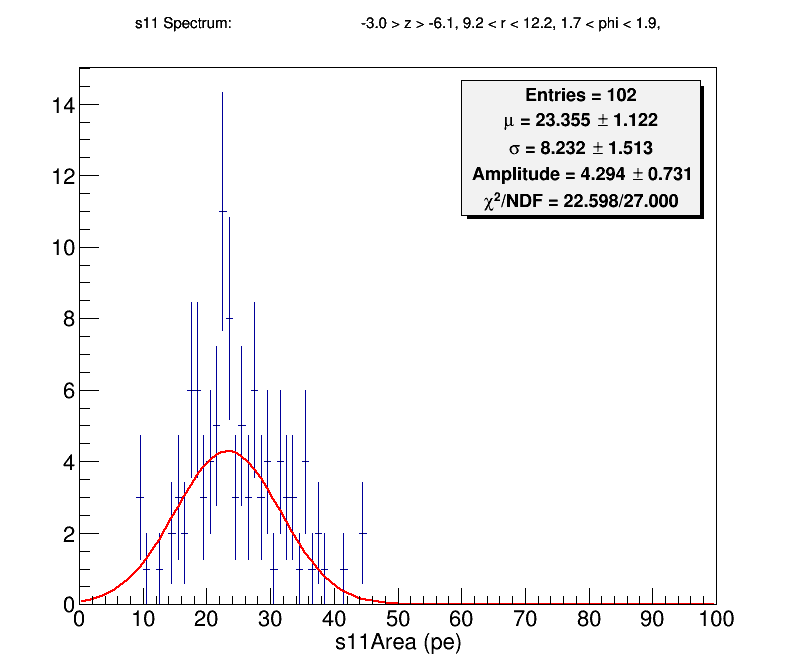 s11 Spectrum: -3.0 > z > -6.1, 9.2 < r < 12.2, 1.7 < phi < 1.9,
Entries = 102
μ = 23.355 ± 1.122
σ = 8.232 ± 1.513
Amplitude = 4.294 ± 0.731
χ²/NDF = 22.598/27.000
14
12
10
8
6
4
2
0
0 10 20 30 40 50 60 70 80 90 100
s11Area (pe)